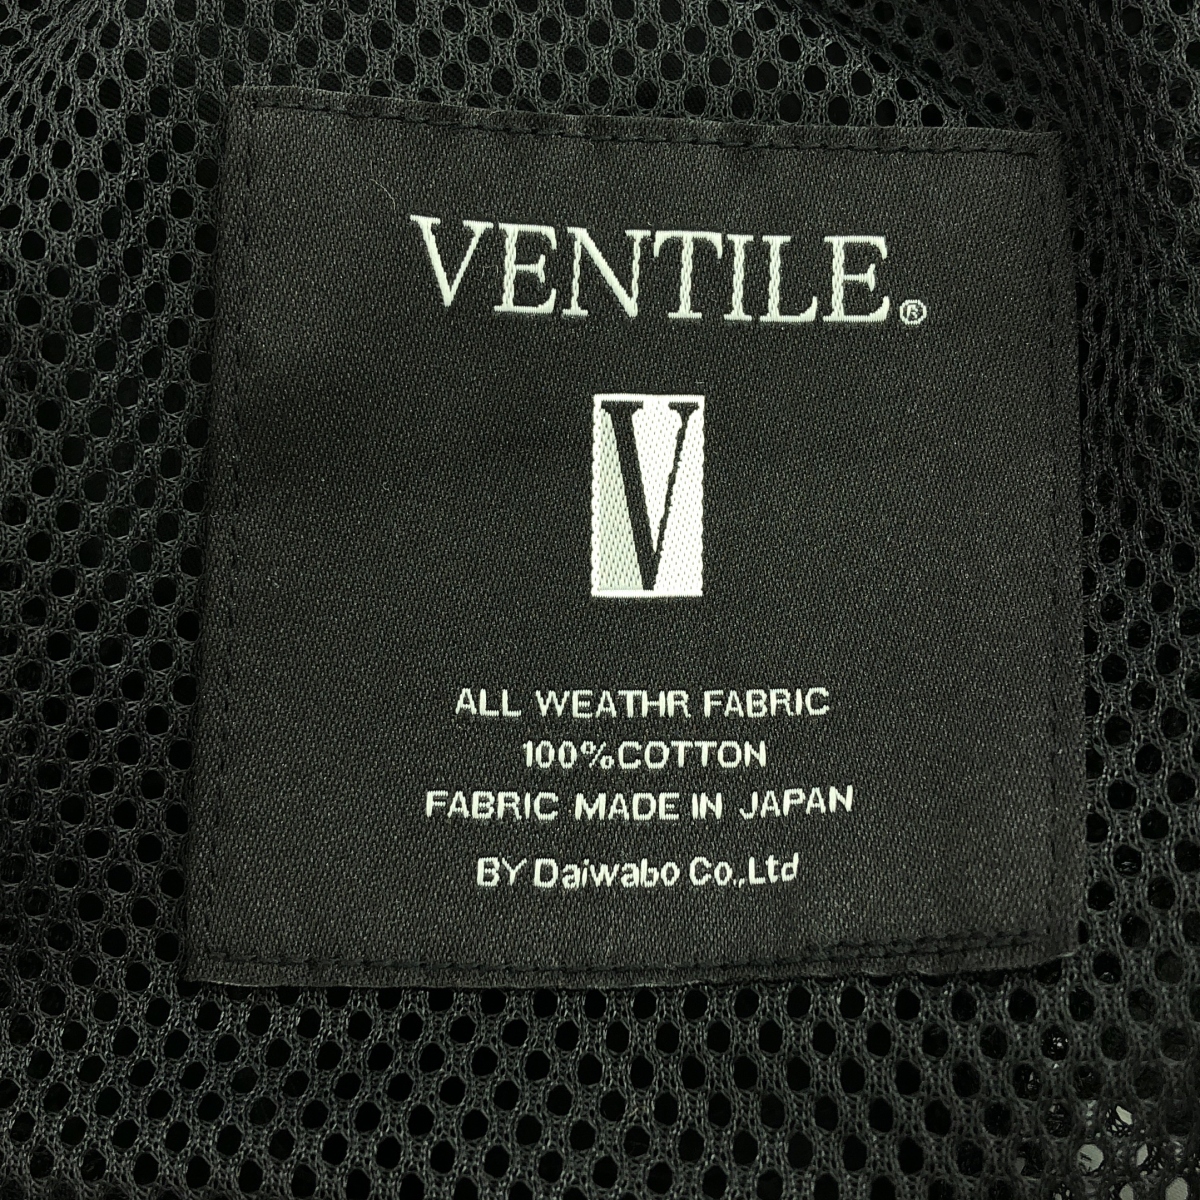 VENTILE®
V
ALL WEATHR FABRIC
100%COTTON
FABRIC MADE IN JAPAN
BY Daiwabo Co.,Ltd